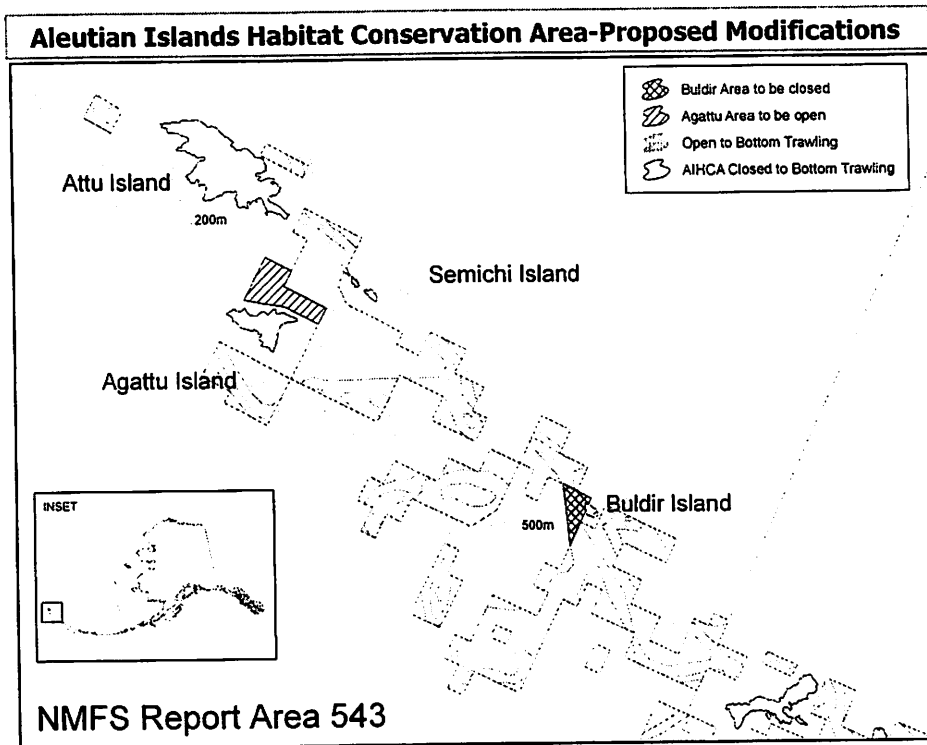 Aleutian Islands Habitat Conservation Area-Proposed Modifications
Buldir Area to be closed
Agattu Area to be open
Open to Bottom Trawling
AIHCA Closed to Bottom Trawling
Attu Island
200m
Semichi Island
Agattu Island
INSET
500m
Buldir Island
NMFS Report Area 543